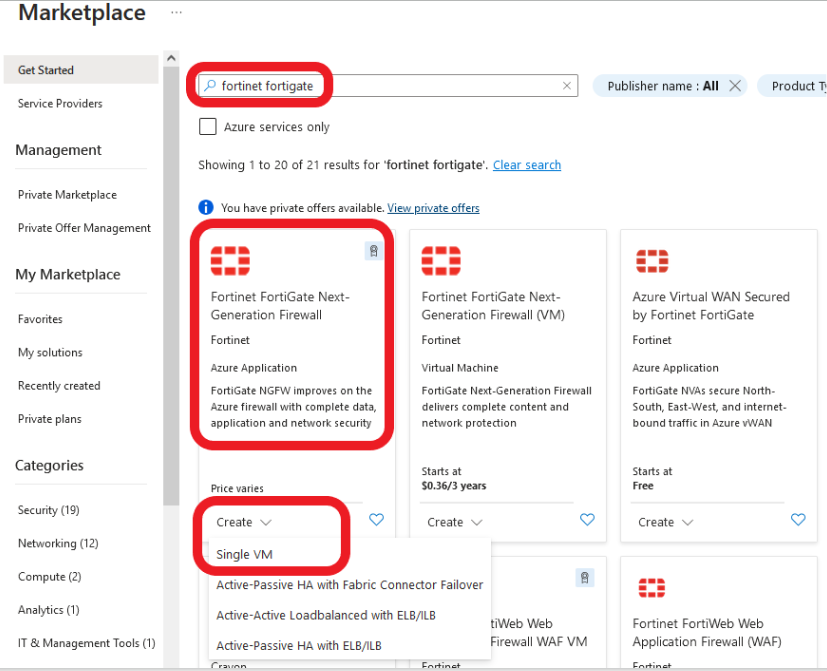 Marketplace ...
Get Started
Service Providers
Management
Private Marketplace
Private Offer Management
My Marketplace
Favorites
My solutions
Recently created
Private plans
Categories
Security (19)
Networking (12)
Compute (2)
Analytics (1)
IT & Management Tools (1)
fortinet fortigate
Publisher name : All
Product Ty
Azure services only
Showing 1 to 20 of 21 results for 'fortinet fortigate'. Clear search
You have private offers available. View private offers
Fortinet FortiGate Next-
Generation Firewall
Fortinet
Azure Application
FortiGate NGFW improves on the
Azure firewall with complete data,
application and network security
Price varies
Create
Single VM
Active-Passive HA with Fabric Connector Failover
Active-Active Loadbalanced with ELB/ILB
Active-Passive HA with ELB/ILB
Fortinet FortiGate Next-
Generation Firewall (VM)
Fortinet
Virtual Machine
FortiGate Next-Generation Firewall
delivers complete content and
network protection
Starts at
$0.36/3 years
Create
Azure Virtual WAN Secured
by Fortinet FortiGate
Fortinet
Azure Application
FortiGate NVAs secure North-
South, East-West, and internet-
bound traffic in Azure vWAN
Starts at
Free
Create
Crayon
tiWeb Web
Firewall WAF VM
Fortinet
Fortinet FortiWeb Web
Application Firewall (WAF)
Fortinet